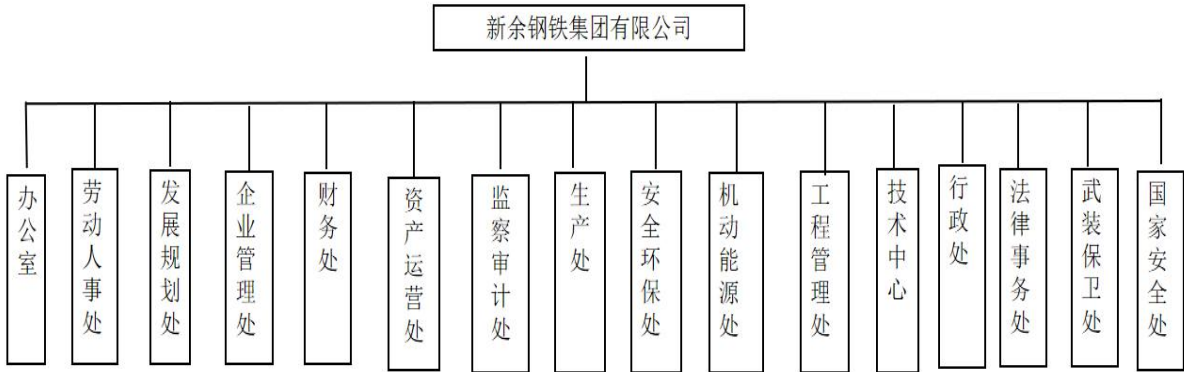 新余钢铁集团有限公司
办公室
劳动人事处
发展规划处
企业管理处
财务处
资产运营处
监察审计处
生产处
安全环保处
机动能源处
工程管理处
技术中心
行政处
法律事务处
武装保卫处
国家安全处